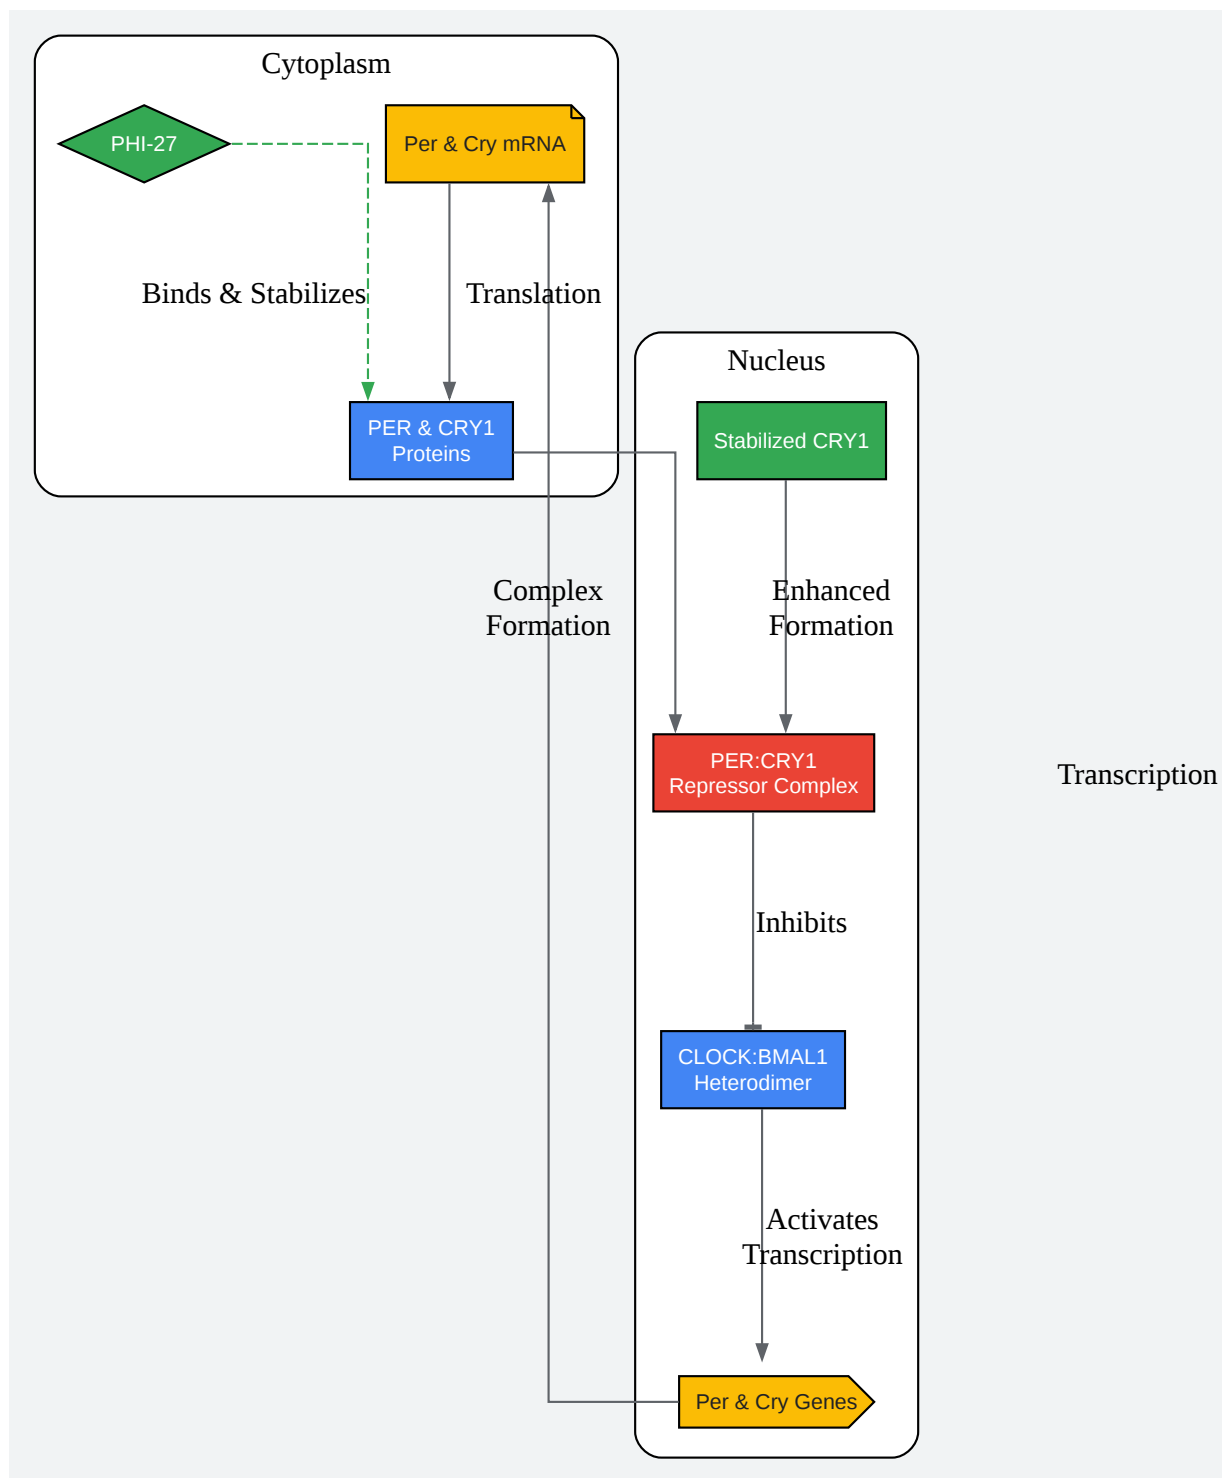 Cytoplasm
PHI-27
Per & Cry mRNA
Binds & Stabilizes
Translation
Nucleus
PER & CRY1
Proteins
Stabilized CRY1
Complex
Formation
Enhanced
Formation
PER:CRY1
Repressor Complex
Transcription
Inhibits
CLOCK:BMAL1
Heterodimer
Activates
Transcription
Per & Cry Genes